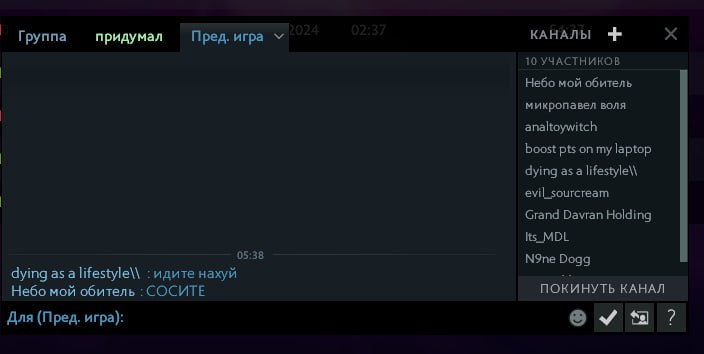 Группа придумал Пред. игра 2024 02:37 КАНАЛЫ
10 УЧАСТНИКОВ
Небо мой обитель
микропавел воля
analtoywitch
boost pts on my laptop
dying as a lifestyle\\
evil_sourcream
Grand Davran Holding
Its_MDL
N9ne Dogg
05:38
dying as a lifestyle\\ : идите нахуй
Небо мой обитель : СОСИТЕ
ПОКИНУТЬ КАНАЛ
Для (Пред. игра):
?